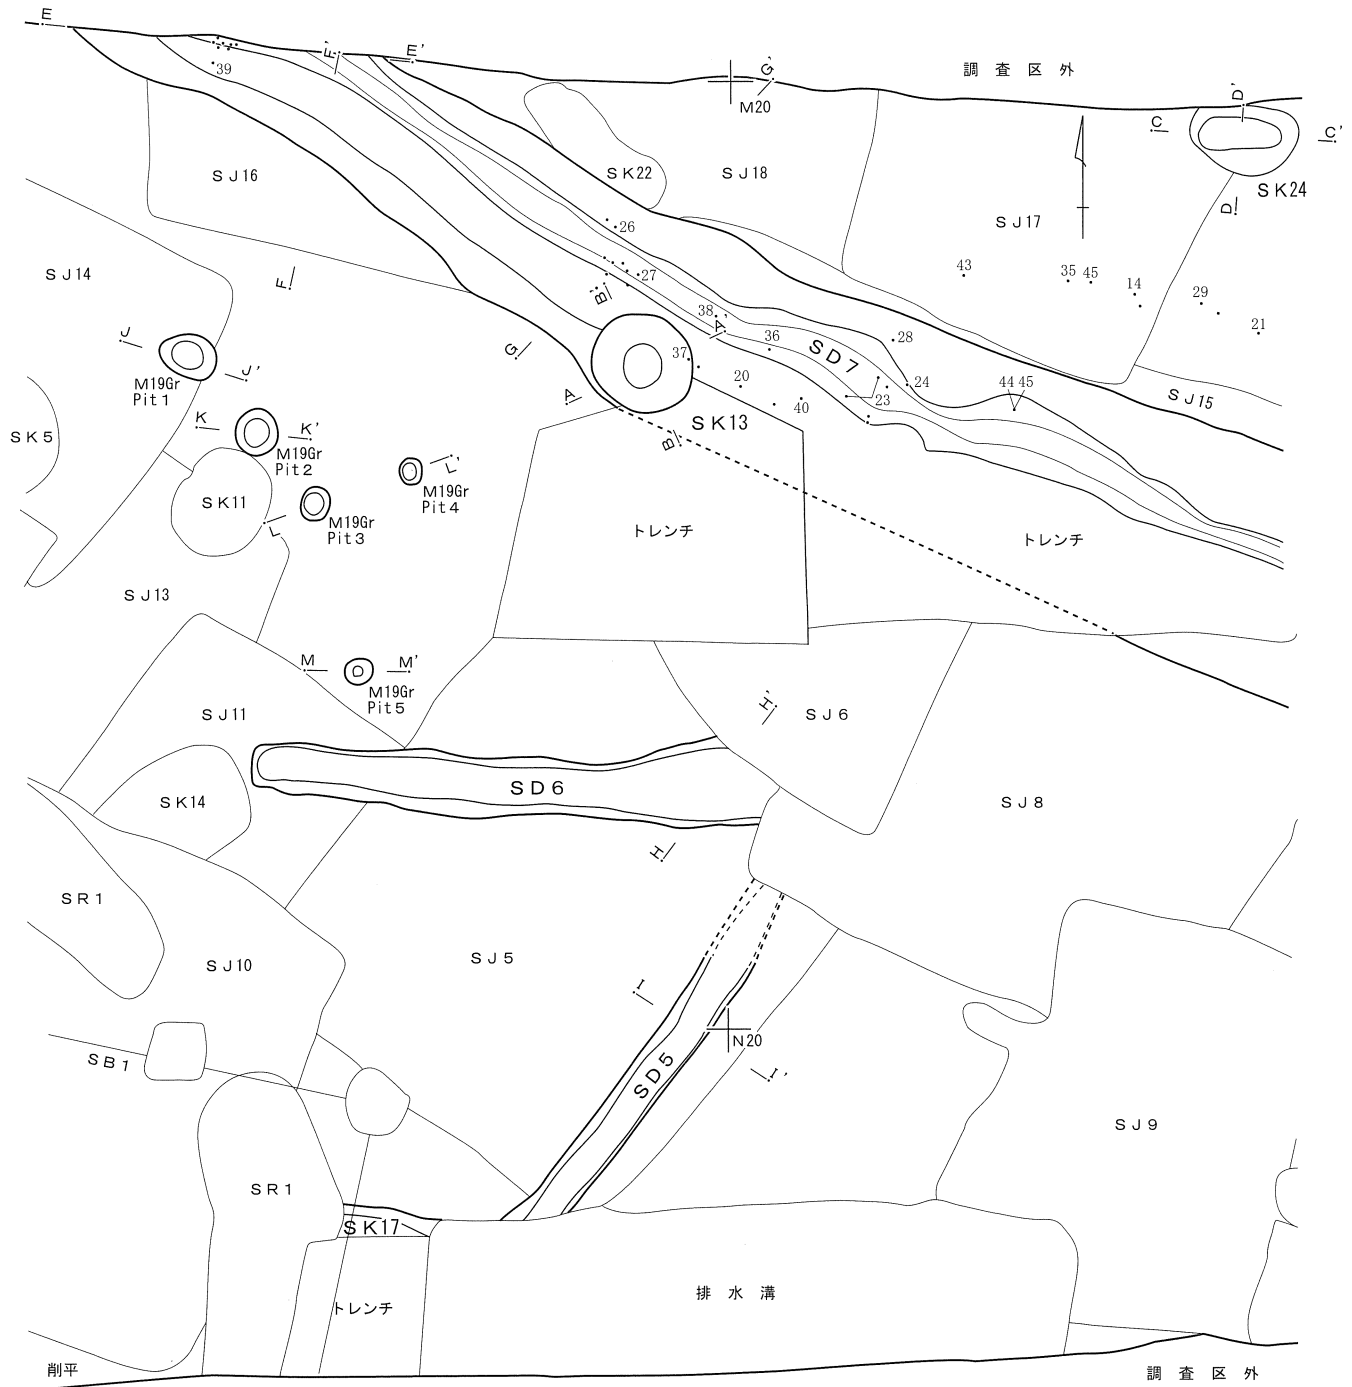 E
39
F'
E'
G'
M20
調査区外
D'
C
C'
SK24
D
SJ16
SK22
SJ18
SJ17
SJ14
F
26
27
B'
43
35
45
14
29
21
J
J'
M19Gr
Pit1
G
A
38
A'
36
SD7
28
37
20
40
23
24
44 45
SJ15
SK13
B
SK5
K
K'
M19Gr
Pit2
L'
M19Gr
Pit4
SK11
L
M19Gr
Pit3
トレンチ
トレンチ
SJ13
M
M'
M19Gr
Pit5
SJ11
H'
SJ6
SD6
SK14
SJ8
H
SR1
SJ10
SJ5
I
N20
SB1
SD5
I'
SJ9
SR1
SK17
トレンチ
排水溝
削平
調査区外